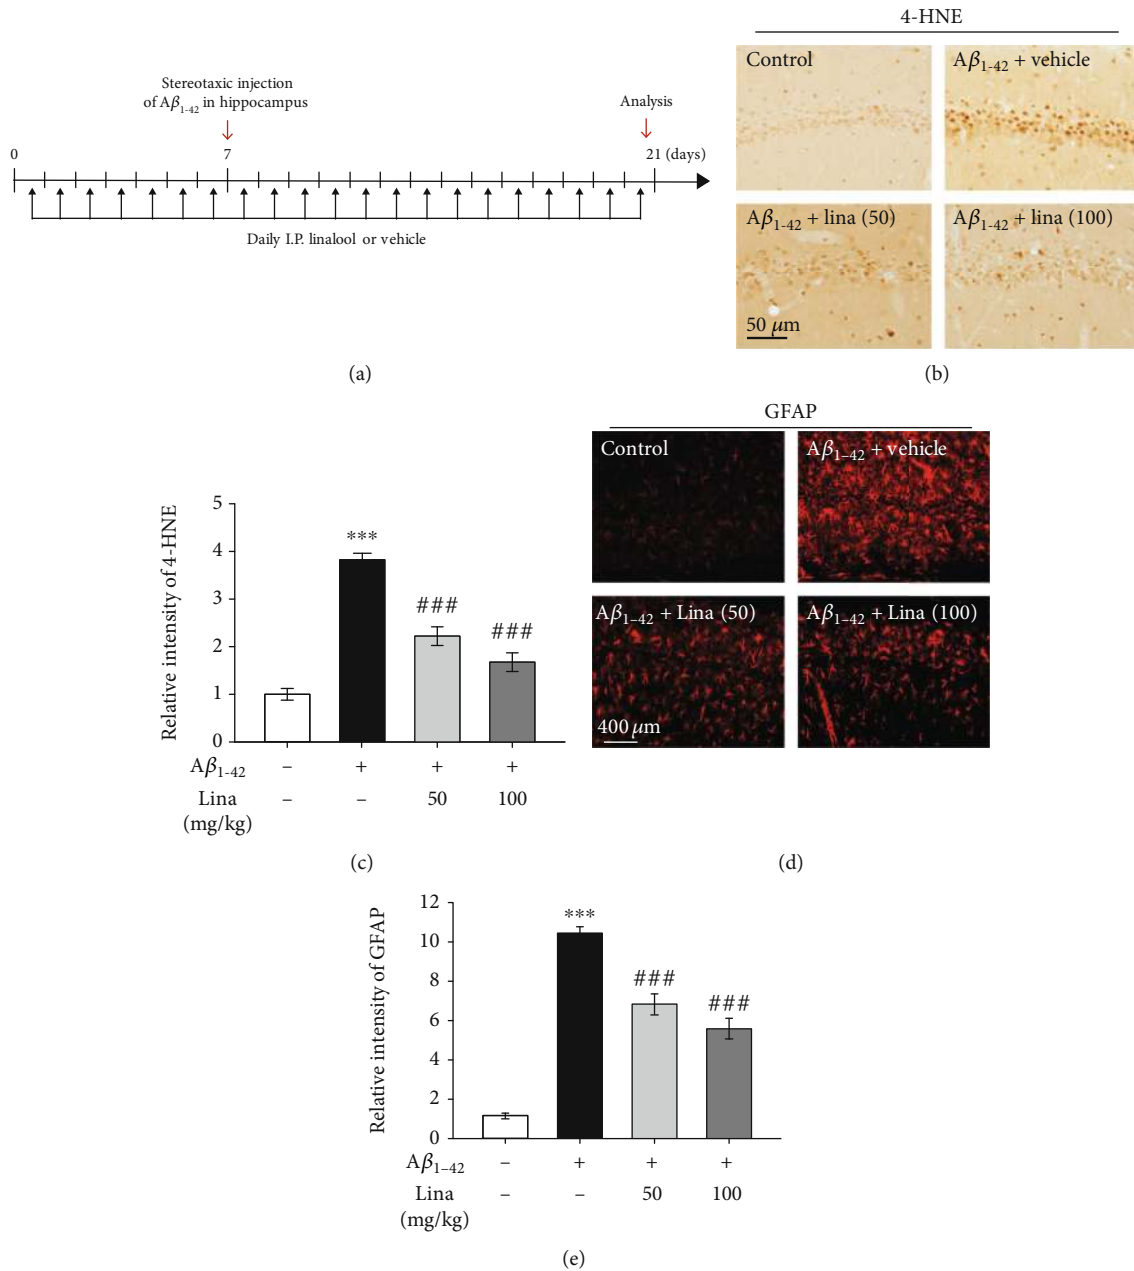 Stereotaxic injection
of Aβ1-42 in hippocampus
Analysis
0
7
21 (days)
Daily I.P. linalool or vehicle
(a)
4-HNE
Control
Aβ1-42 + vehicle
Aβ1-42 + lina (50)
Aβ1-42 + lina (100)
50 μm
(b)
Relative intensity of 4-HNE
5
4
3
2
1
0
***
###
###
Aβ1-42 – + + +
Lina – – 50 100
(mg/kg)
(c)
GFAP
Control
Aβ1–42 + vehicle
Aβ1–42 + Lina (50)
Aβ1–42 + Lina (100)
400 μm
(d)
Relative intensity of GFAP
12
10
8
6
4
2
0
***
###
###
Aβ1–42 – + + +
Lina – – 50 100
(mg/kg)
(e)